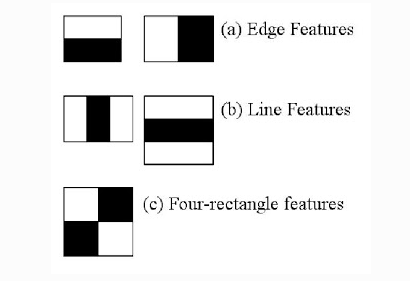 (a) Edge Features
(b) Line Features
(c) Four-rectangle features